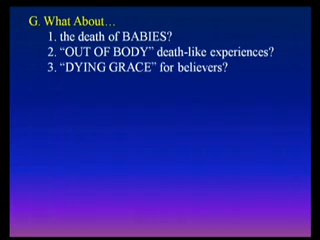 G. What About…
1. the death of BABIES?
2. “OUT OF BODY” death-like experiences?
3. “DYING GRACE” for believers?